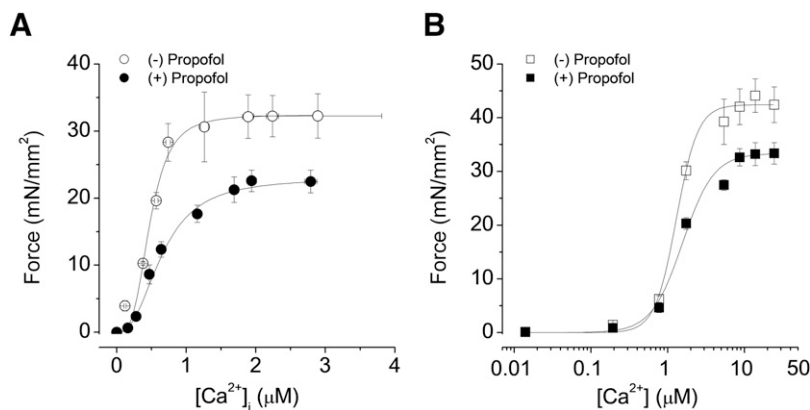 A
(-) Propofol
(+) Propofol
Force (mN/mm²)
40
30
20
10
0
0
1
2
3
4
[Ca²⁺]ᵢ (μM)
B
(-) Propofol
(+) Propofol
Force (mN/mm²)
50
40
30
20
10
0
0.01
0.1
1
10
50
[Ca²⁺] (μM)